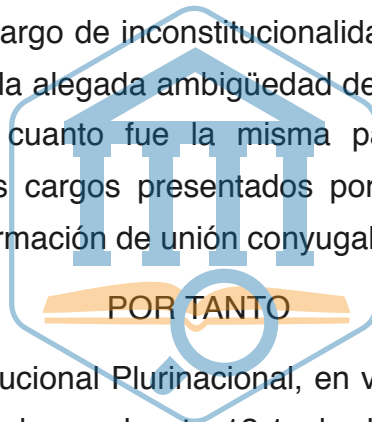 argo de inconstitucionalida
la alegada ambigüedad de
cuanto fue la misma pa
s cargos presentados por
rmación de unión conyugal
POR TANTO
ucional Plurinacional, en v